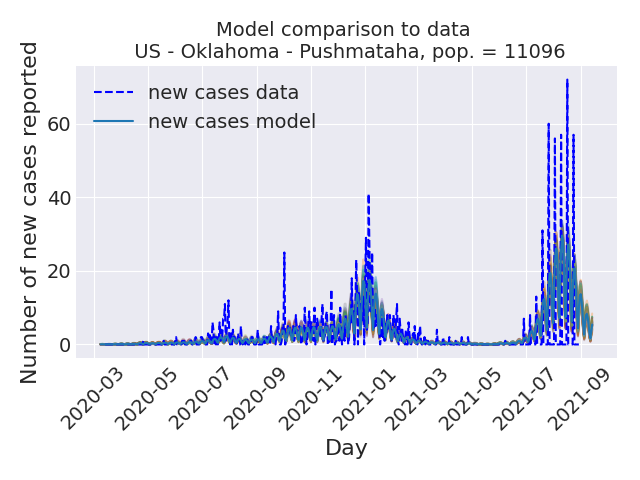 Model comparison to data
US - Oklahoma - Pushmataha, pop. = 11096
Number of new cases reported
new cases data
new cases model
60
40
20
0
2020-03
2020-05
2020-07
2020-09
2020-11
2021-01
2021-03
2021-05
2021-07
2021-09
Day